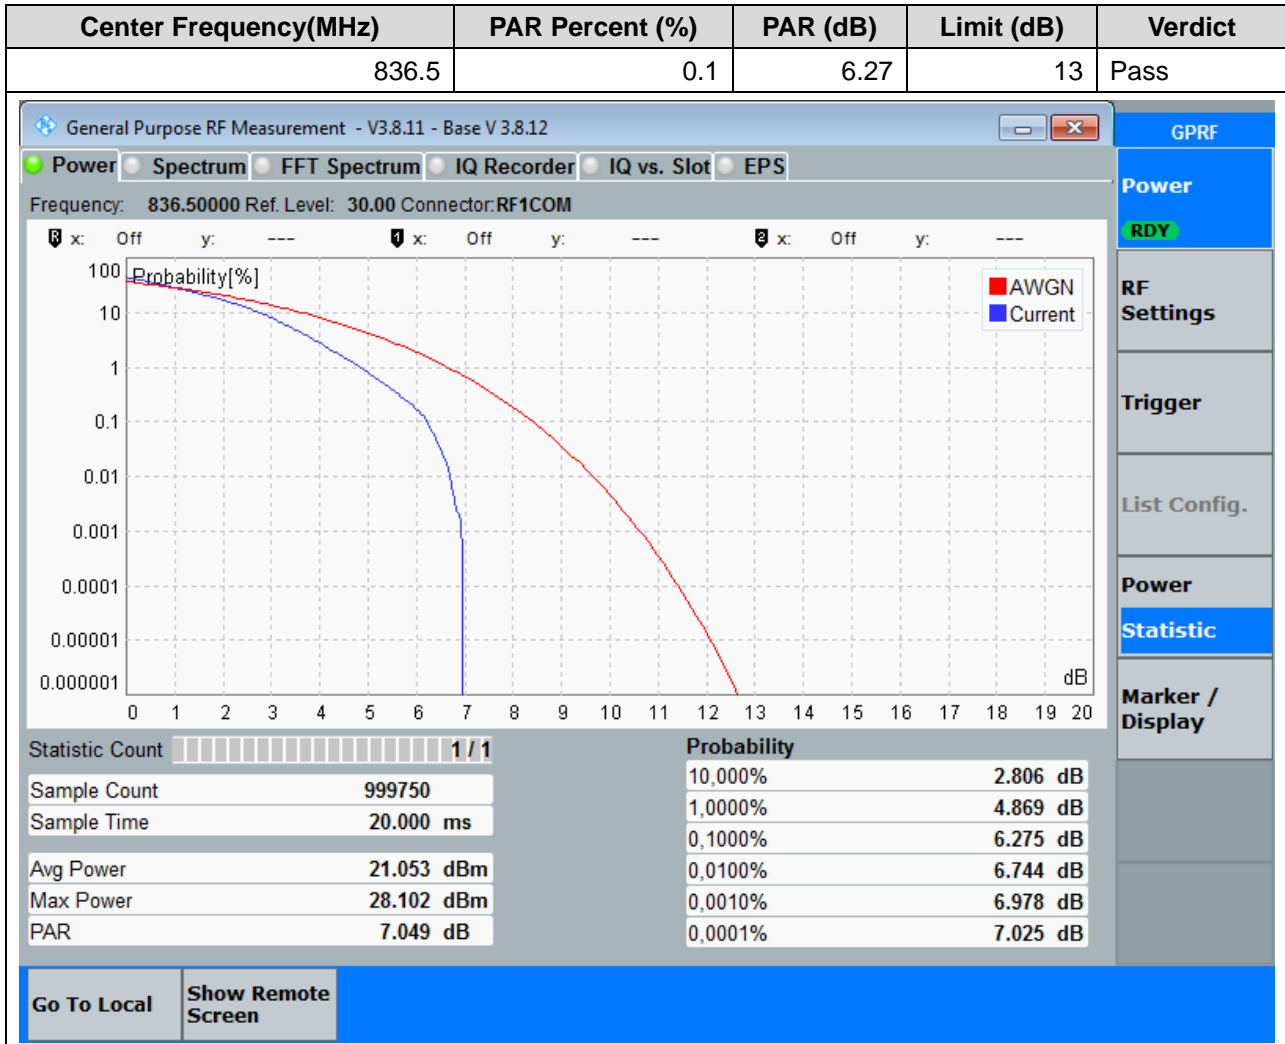 Center Frequency(MHz) PAR Percent (%) PAR (dB) Limit (dB) Verdict
836.5 0.1 6.27 13 Pass
General Purpose RF Measurement - V3.8.11 - Base V 3.8.12
GPRF
Power Spectrum FFT Spectrum IQ Recorder IQ vs. Slot EPS
Power
RDY
Frequency: 836.50000 Ref. Level: 30.00 Connector:RF1COM
R x: Off y: --- 1 x: Off y: --- 2 x: Off y: ---
Probability[%]
AWGN
Current
100
10
1
0.1
0.01
0.001
0.0001
0.00001
0.000001
dB
0 1 2 3 4 5 6 7 8 9 10 11 12 13 14 15 16 17 18 19 20
RF
Settings
Trigger
List Config.
Power
Statistic
Marker /
Display
Statistic Count 1 / 1
Sample Count 999750
Sample Time 20.000 ms
Avg Power 21.053 dBm
Max Power 28.102 dBm
PAR 7.049 dB
Probability
10,000% 2.806 dB
1,0000% 4.869 dB
0,1000% 6.275 dB
0,0100% 6.744 dB
0,0010% 6.978 dB
0,0001% 7.025 dB
Go To Local
Show Remote
Screen